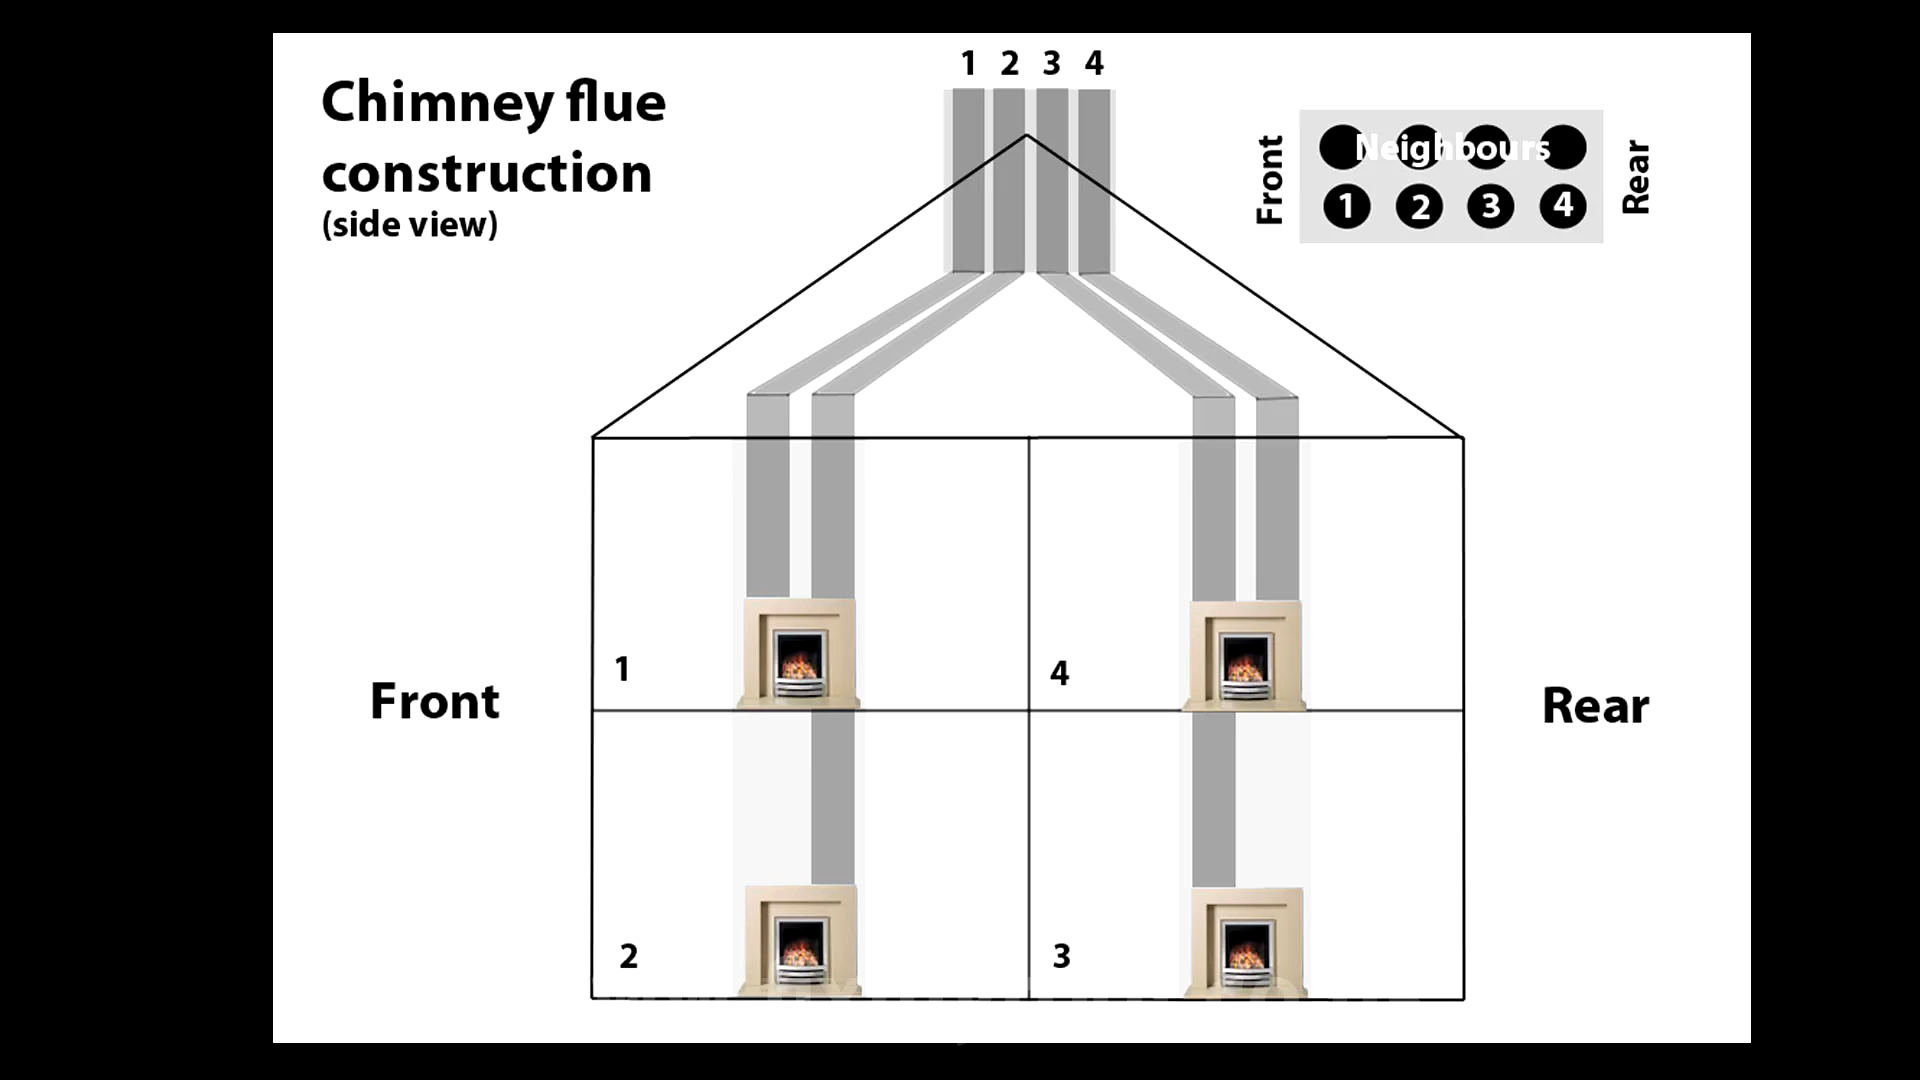 Chimney flue
construction
(side view)
1 2 3 4
Front
Neighbours
1 2 3 4
Rear
1
4
Front
Rear
2
3